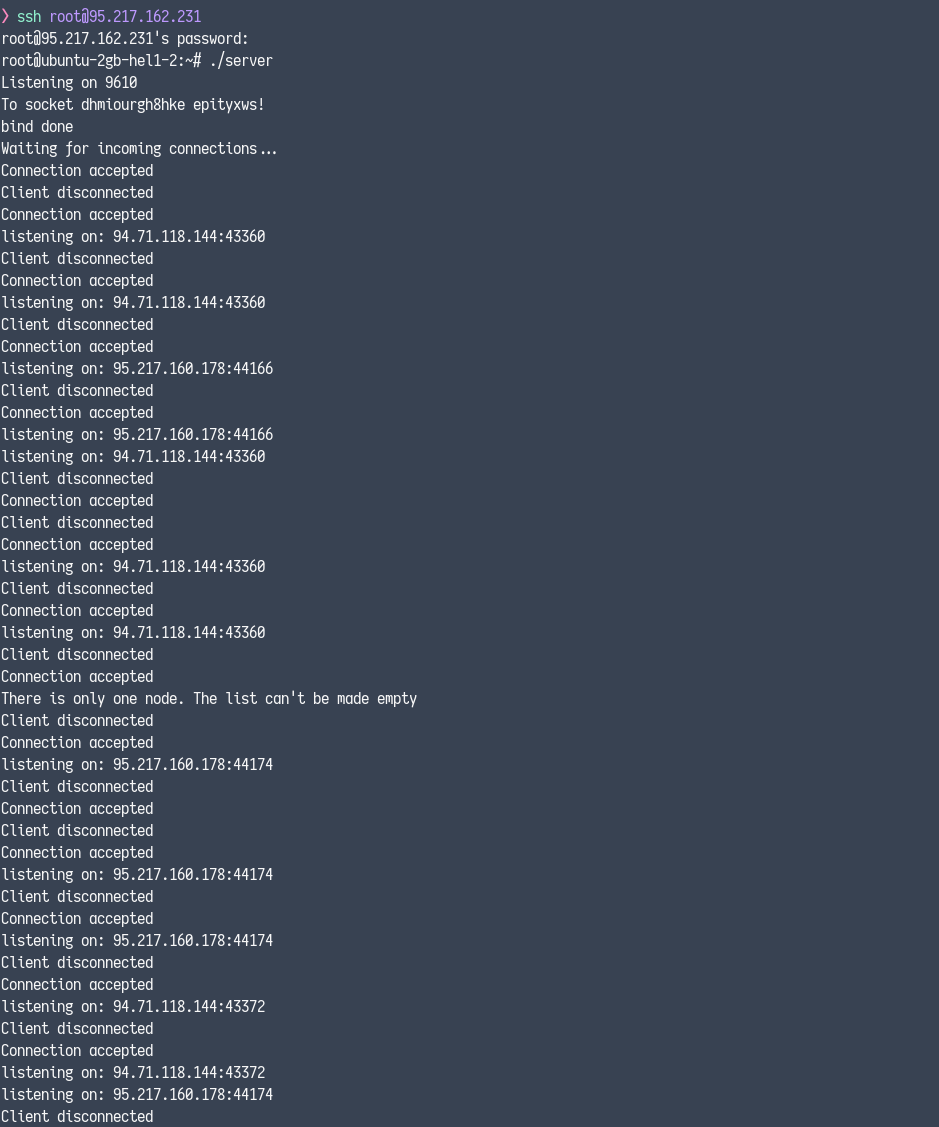 ❯ ssh root@95.217.162.231
root@95.217.162.231's password:
root@ubuntu-2gb-hel1-2:~# ./server
Listening on 9610
To socket dhmiourgh8hke epityxws!
bind done
Waiting for incoming connections...
Connection accepted
Client disconnected
Connection accepted
listening on: 94.71.118.144:43360
Client disconnected
Connection accepted
listening on: 94.71.118.144:43360
Client disconnected
Connection accepted
listening on: 95.217.160.178:44166
Client disconnected
Connection accepted
listening on: 95.217.160.178:44166
listening on: 94.71.118.144:43360
Client disconnected
Connection accepted
Client disconnected
Connection accepted
listening on: 94.71.118.144:43360
Client disconnected
Connection accepted
listening on: 94.71.118.144:43360
Client disconnected
Connection accepted
There is only one node. The list can't be made empty
Client disconnected
Connection accepted
listening on: 95.217.160.178:44174
Client disconnected
Connection accepted
Client disconnected
Connection accepted
listening on: 95.217.160.178:44174
Client disconnected
Connection accepted
listening on: 95.217.160.178:44174
Client disconnected
Connection accepted
listening on: 94.71.118.144:43372
Client disconnected
Connection accepted
listening on: 94.71.118.144:43372
listening on: 95.217.160.178:44174
Client disconnected